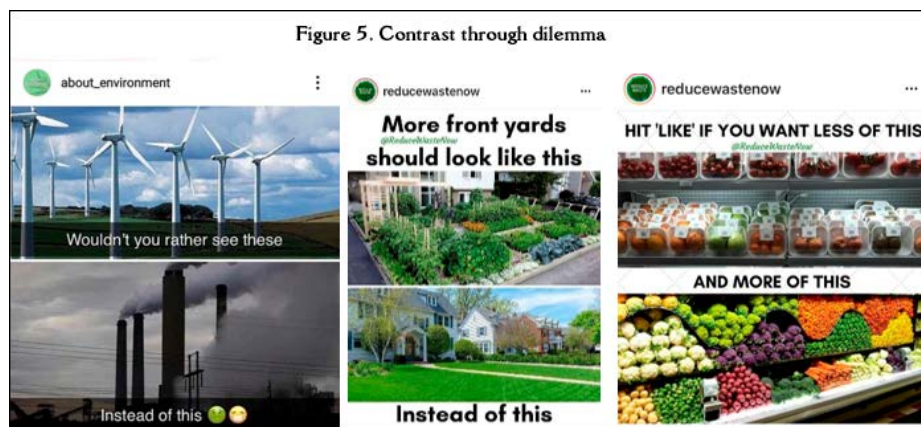 Figure 5. Contrast through dilemma
about_environment
Wouldn't you rather see these
Instead of this 🤢😷
reducewastenow
More front yards
@ReduceWasteNow
should look like this
Instead of this
reducewastenow
HIT 'LIKE' IF YOU WANT LESS OF THIS
@ReduceWasteNow
AND MORE OF THIS